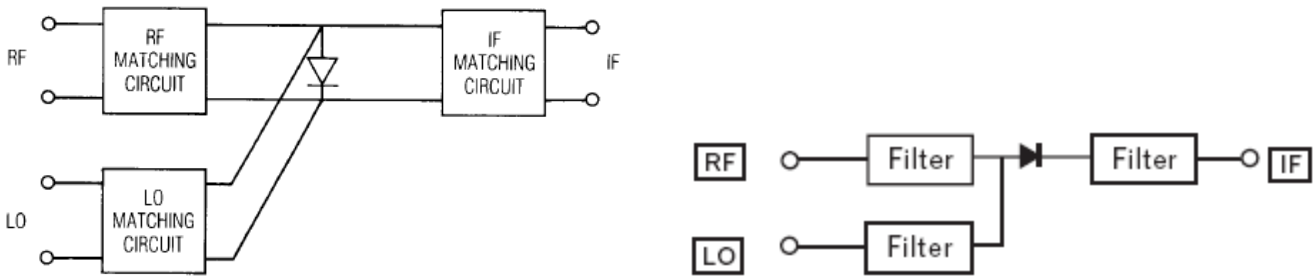 RF
RF
MATCHING
CIRCUIT
IF
MATCHING
CIRCUIT
IF
LO
LO
MATCHING
CIRCUIT
RF
Filter
Filter
IF
LO
Filter